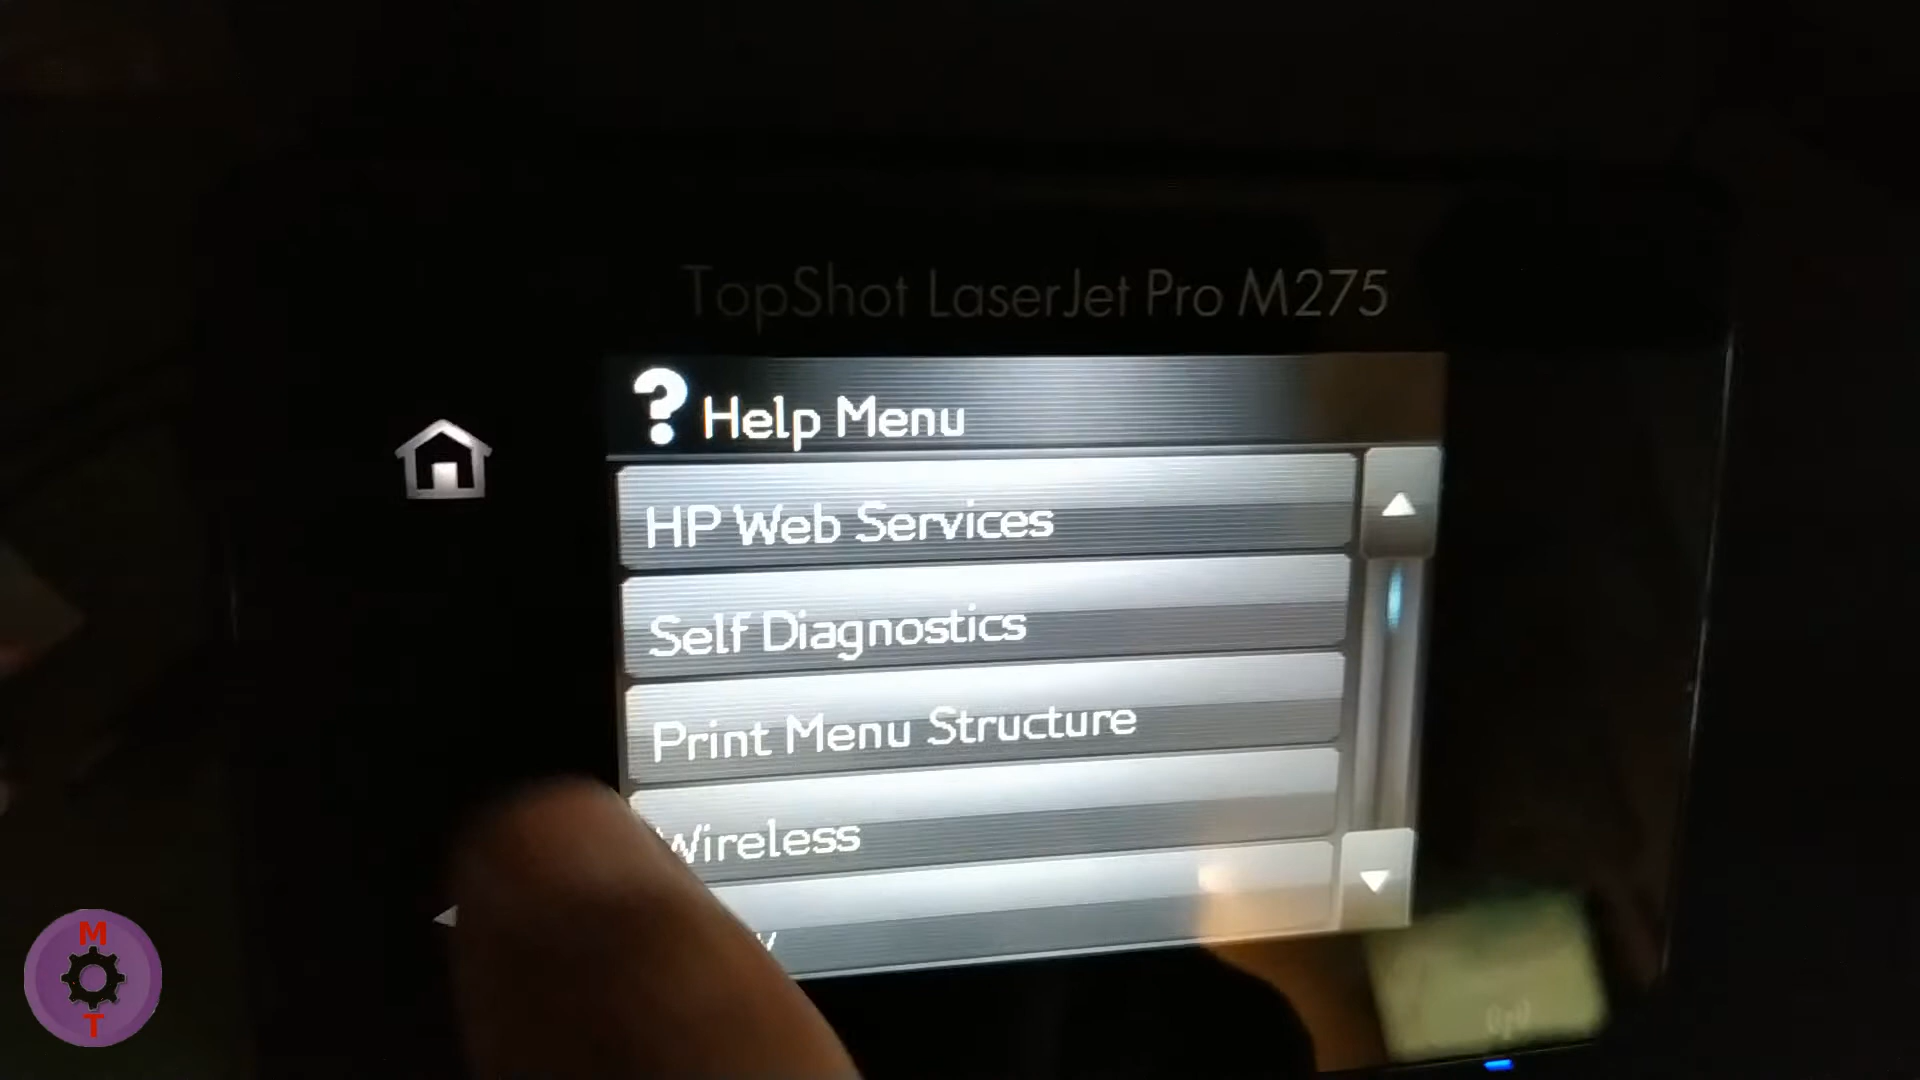 TopShot LaserJet Pro M275
? Help Menu
HP Web Services
Self Diagnostics
Print Menu Structure
Wireless
M
T